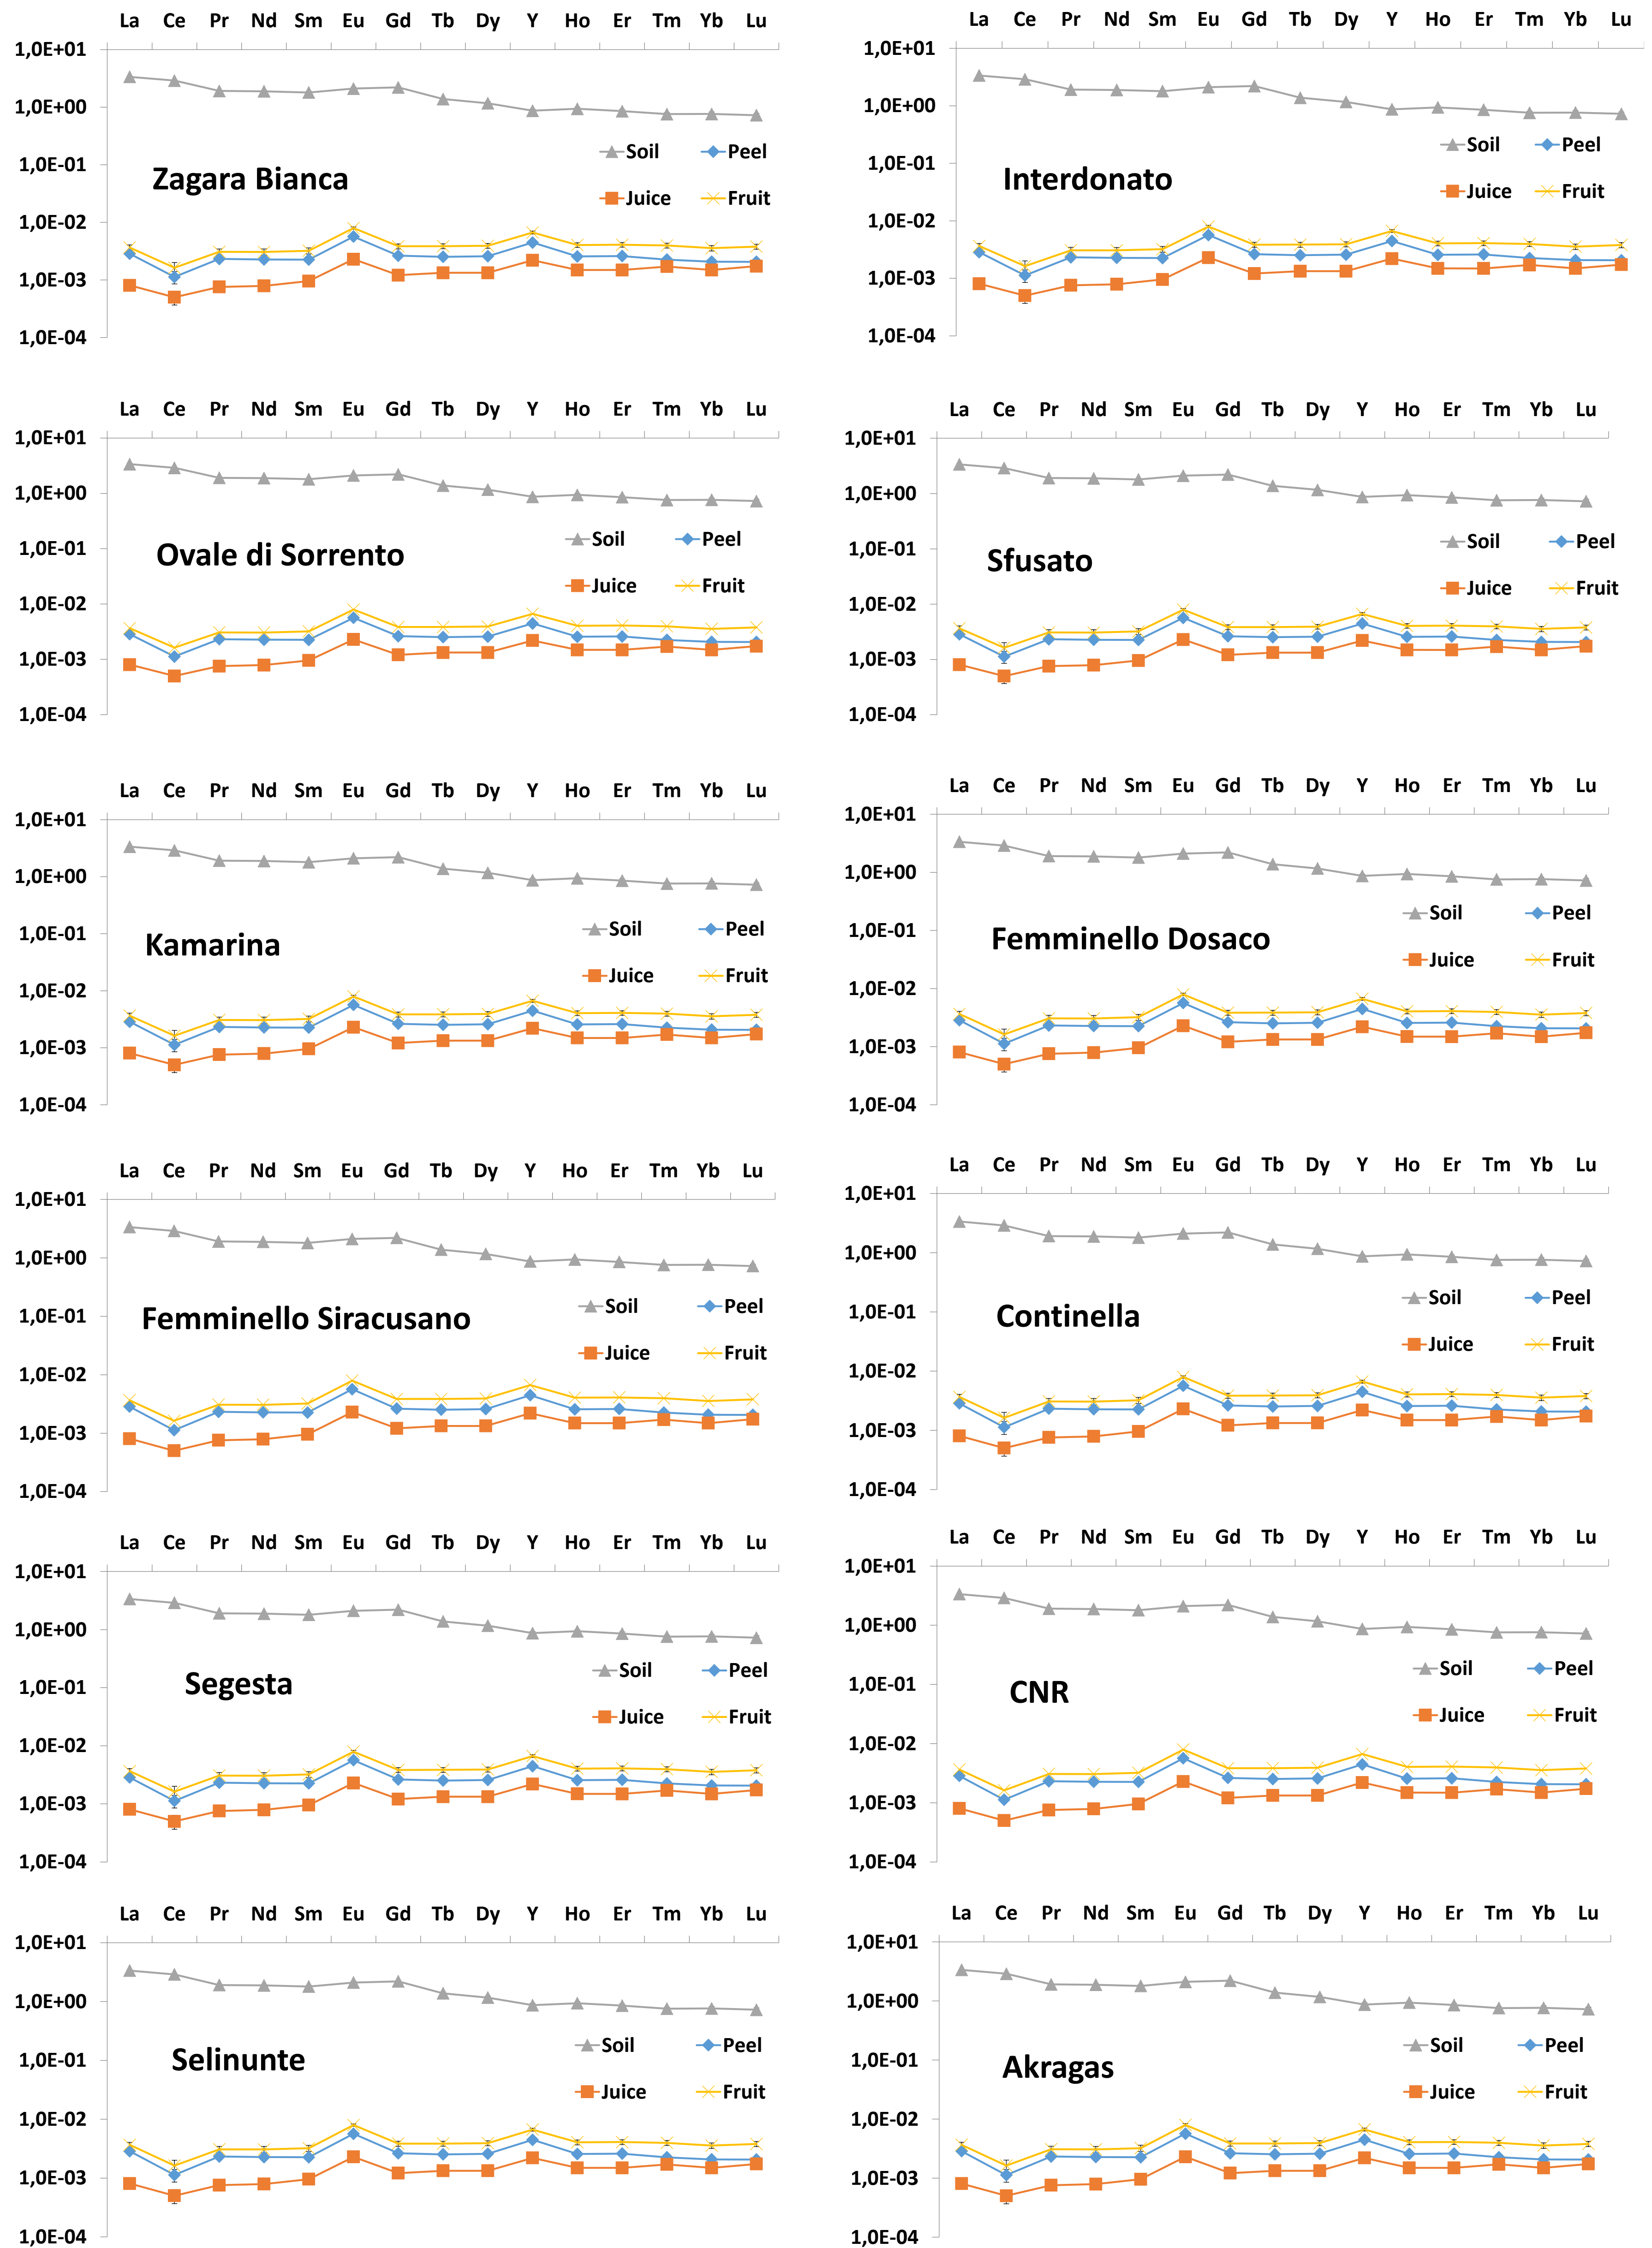 La Ce Pr Nd Sm Eu Gd Tb Dy Y Ho Er Tm Yb Lu
1,0E+01
1,0E+00
1,0E-01
1,0E-02
1,0E-03
1,0E-04
Zagara Bianca
Soil Peel
Juice Fruit
La Ce Pr Nd Sm Eu Gd Tb Dy Y Ho Er Tm Yb Lu
1,0E+01
1,0E+00
1,0E-01
1,0E-02
1,0E-03
1,0E-04
Interdonato
Soil Peel
Juice Fruit
La Ce Pr Nd Sm Eu Gd Tb Dy Y Ho Er Tm Yb Lu
1,0E+01
1,0E+00
1,0E-01
1,0E-02
1,0E-03
1,0E-04
Ovale di Sorrento
Soil Peel
Juice Fruit
La Ce Pr Nd Sm Eu Gd Tb Dy Y Ho Er Tm Yb Lu
1,0E+01
1,0E+00
1,0E-01
1,0E-02
1,0E-03
1,0E-04
Sfusato
Soil Peel
Juice Fruit
La Ce Pr Nd Sm Eu Gd Tb Dy Y Ho Er Tm Yb Lu
1,0E+01
1,0E+00
1,0E-01
1,0E-02
1,0E-03
1,0E-04
Kamarina
Soil Peel
Juice Fruit
La Ce Pr Nd Sm Eu Gd Tb Dy Y Ho Er Tm Yb Lu
1,0E+01
1,0E+00
1,0E-01
1,0E-02
1,0E-03
1,0E-04
Femminello Dosaco
Soil Peel
Juice Fruit
La Ce Pr Nd Sm Eu Gd Tb Dy Y Ho Er Tm Yb Lu
1,0E+01
1,0E+00
1,0E-01
1,0E-02
1,0E-03
1,0E-04
Femminello Siracusano
Soil Peel
Juice Fruit
La Ce Pr Nd Sm Eu Gd Tb Dy Y Ho Er Tm Yb Lu
1,0E+01
1,0E+00
1,0E-01
1,0E-02
1,0E-03
1,0E-04
Continella
Soil Peel
Juice Fruit
La Ce Pr Nd Sm Eu Gd Tb Dy Y Ho Er Tm Yb Lu
1,0E+01
1,0E+00
1,0E-01
1,0E-02
1,0E-03
1,0E-04
Segesta
Soil Peel
Juice Fruit
La Ce Pr Nd Sm Eu Gd Tb Dy Y Ho Er Tm Yb Lu
1,0E+01
1,0E+00
1,0E-01
1,0E-02
1,0E-03
1,0E-04
CNR
Soil Peel
Juice Fruit
La Ce Pr Nd Sm Eu Gd Tb Dy Y Ho Er Tm Yb Lu
1,0E+01
1,0E+00
1,0E-01
1,0E-02
1,0E-03
1,0E-04
Selinunte
Soil Peel
Juice Fruit
La Ce Pr Nd Sm Eu Gd Tb Dy Y Ho Er Tm Yb Lu
1,0E+01
1,0E+00
1,0E-01
1,0E-02
1,0E-03
1,0E-04
Akragas
Soil Peel
Juice Fruit